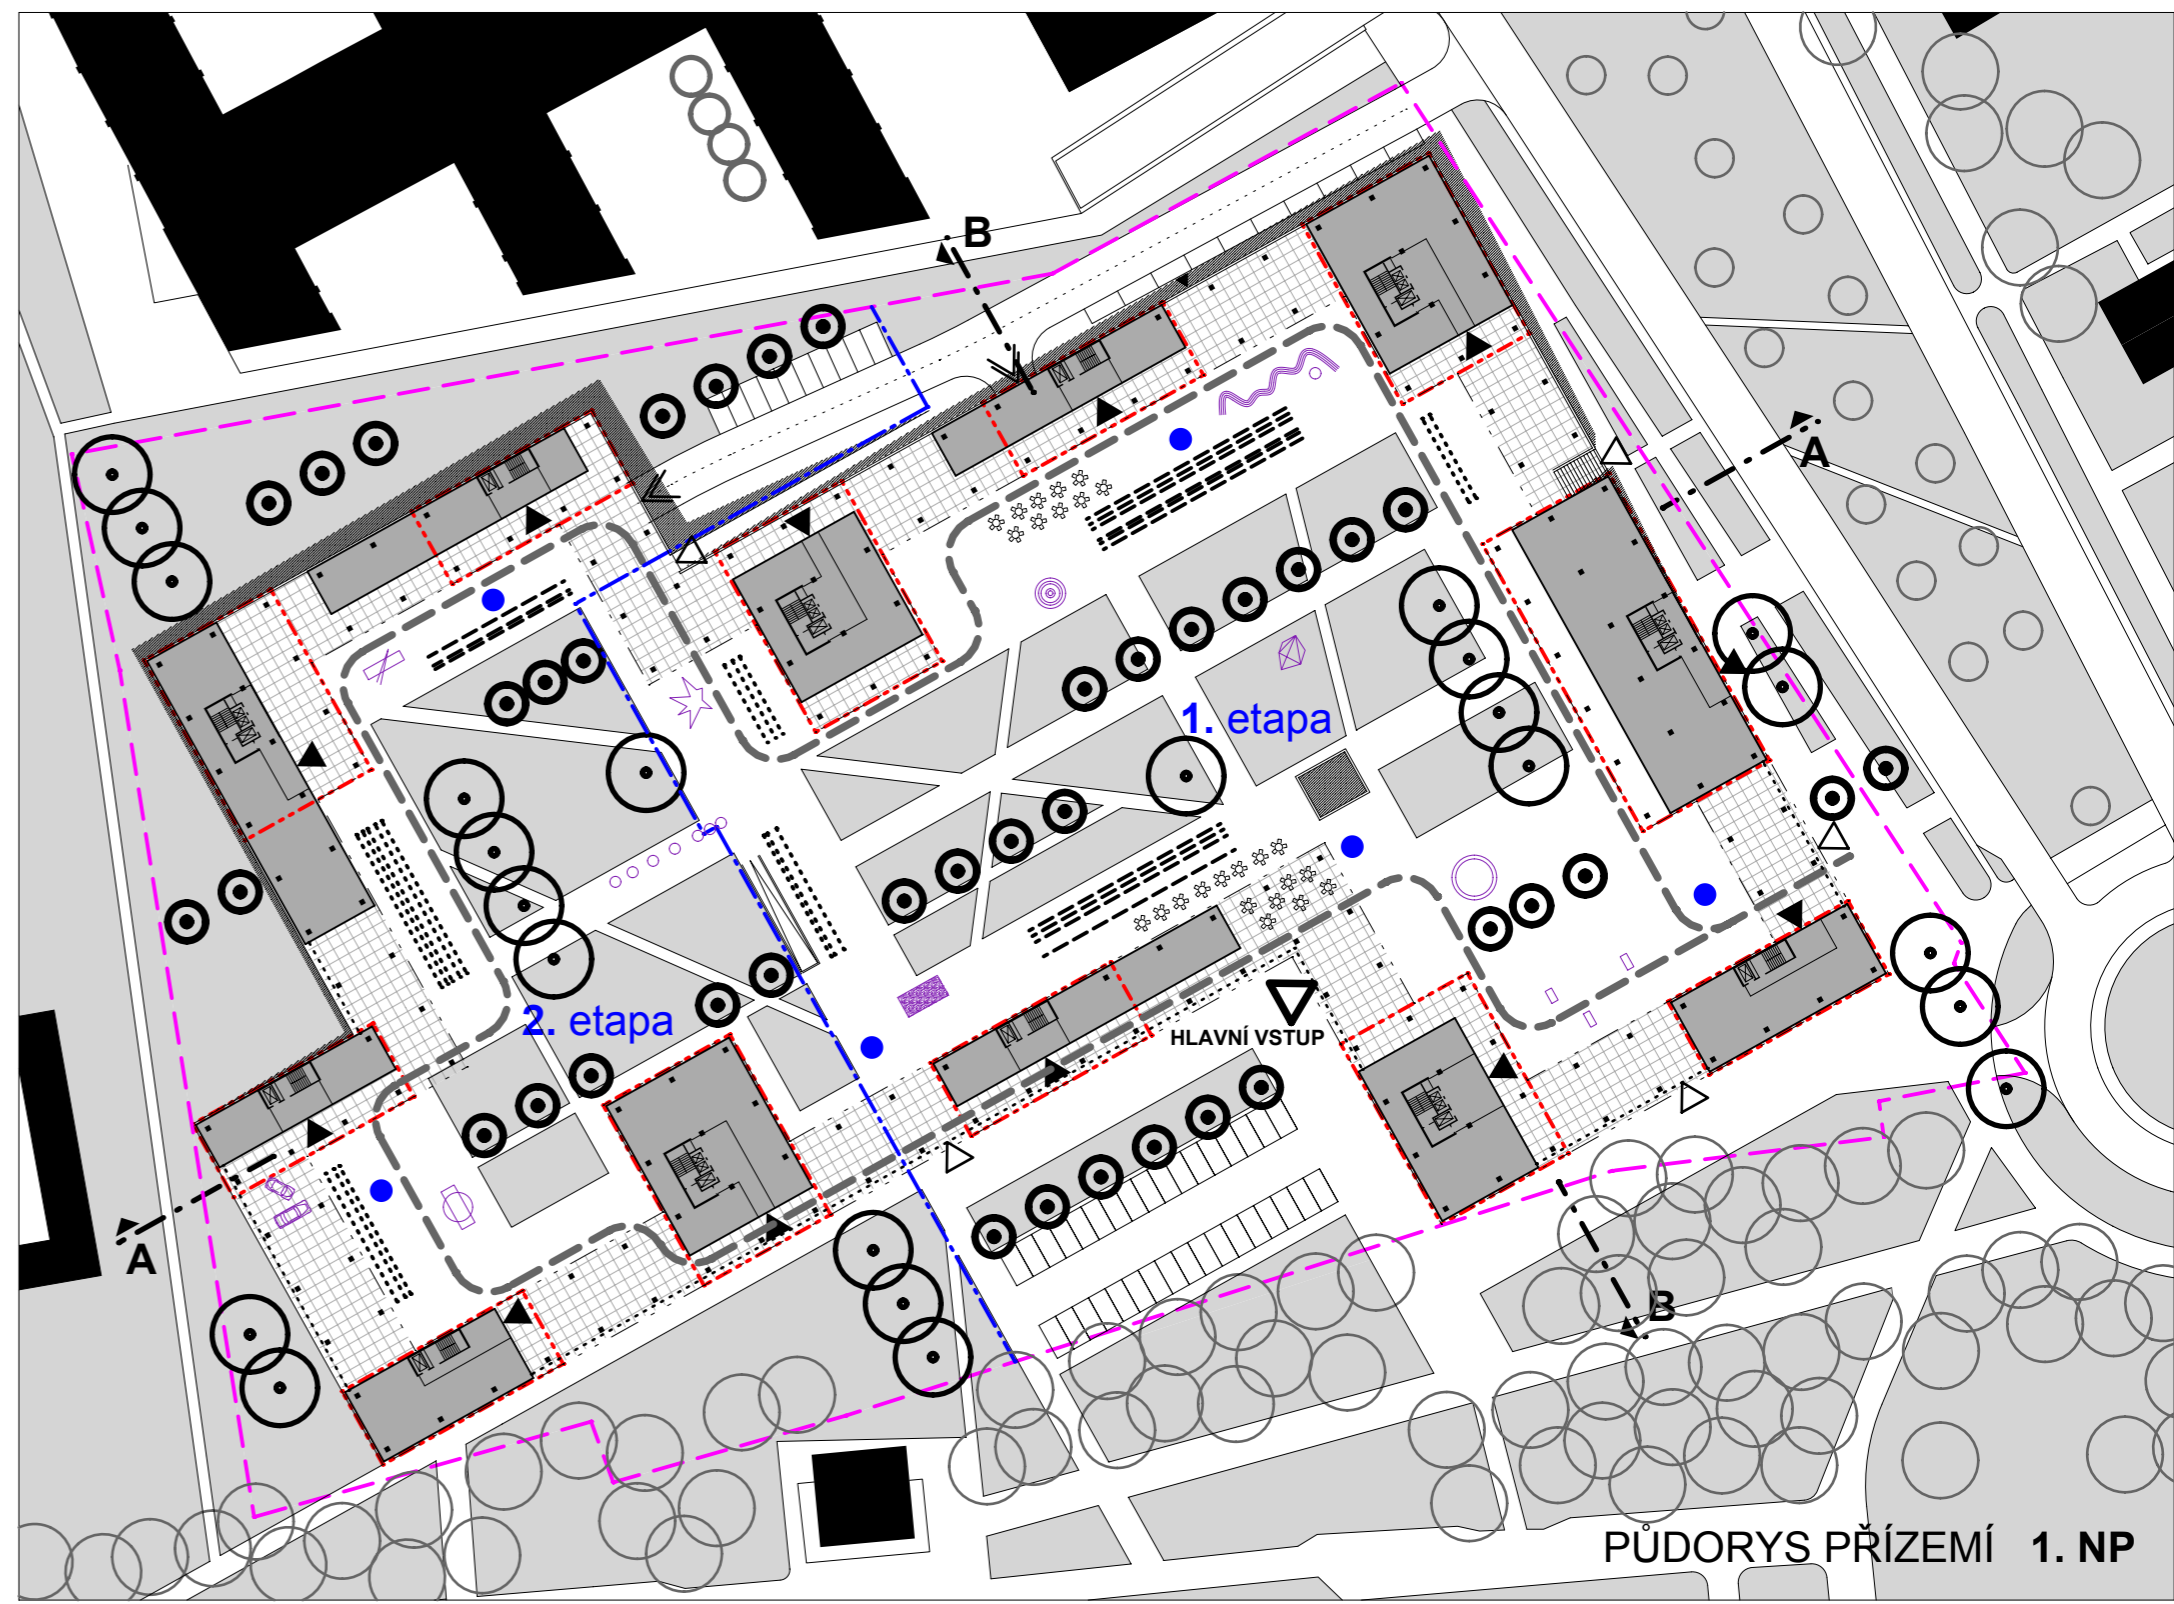 B
A
1. etapa
2. etapa
HLAVNÍ VSTUP
A
B
PŮDORYS PŘÍZEMÍ 1. NP